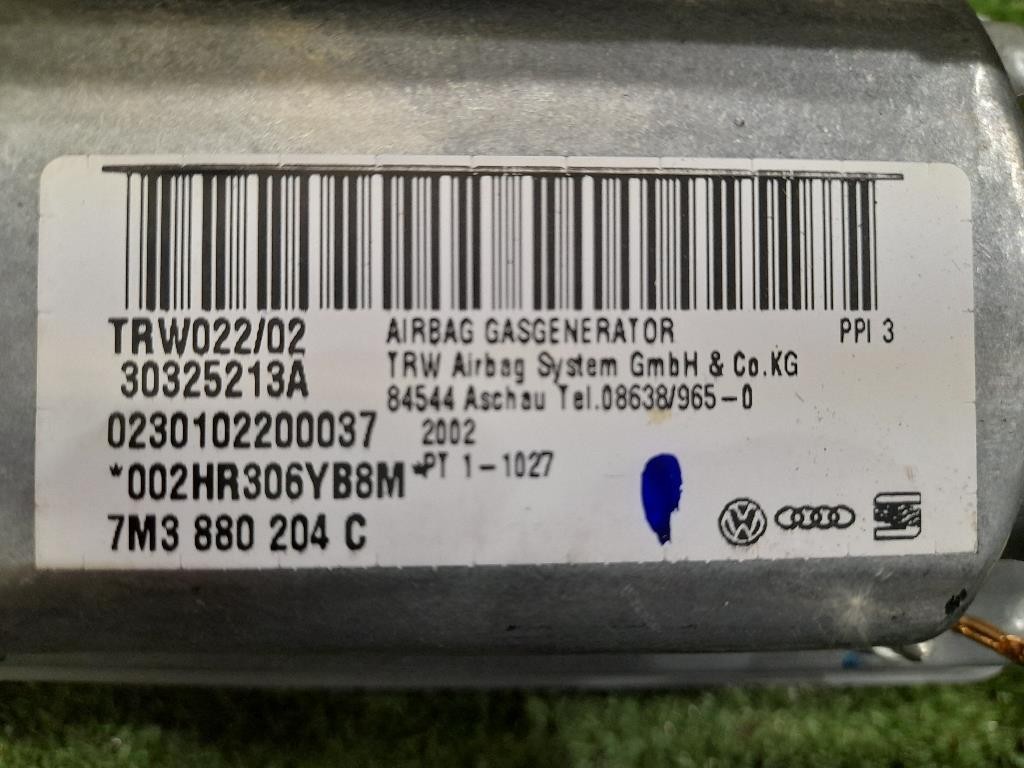 TRW022/02 AIRBAG GASGENERATOR PPI 3
30325213A TRW Airbag System GmbH & Co.KG
84544 Aschau Tel.08638/965-0
0230102200037 2002
*002HR306YB8M* PT 1-1027
7M3 880 204 C
VW